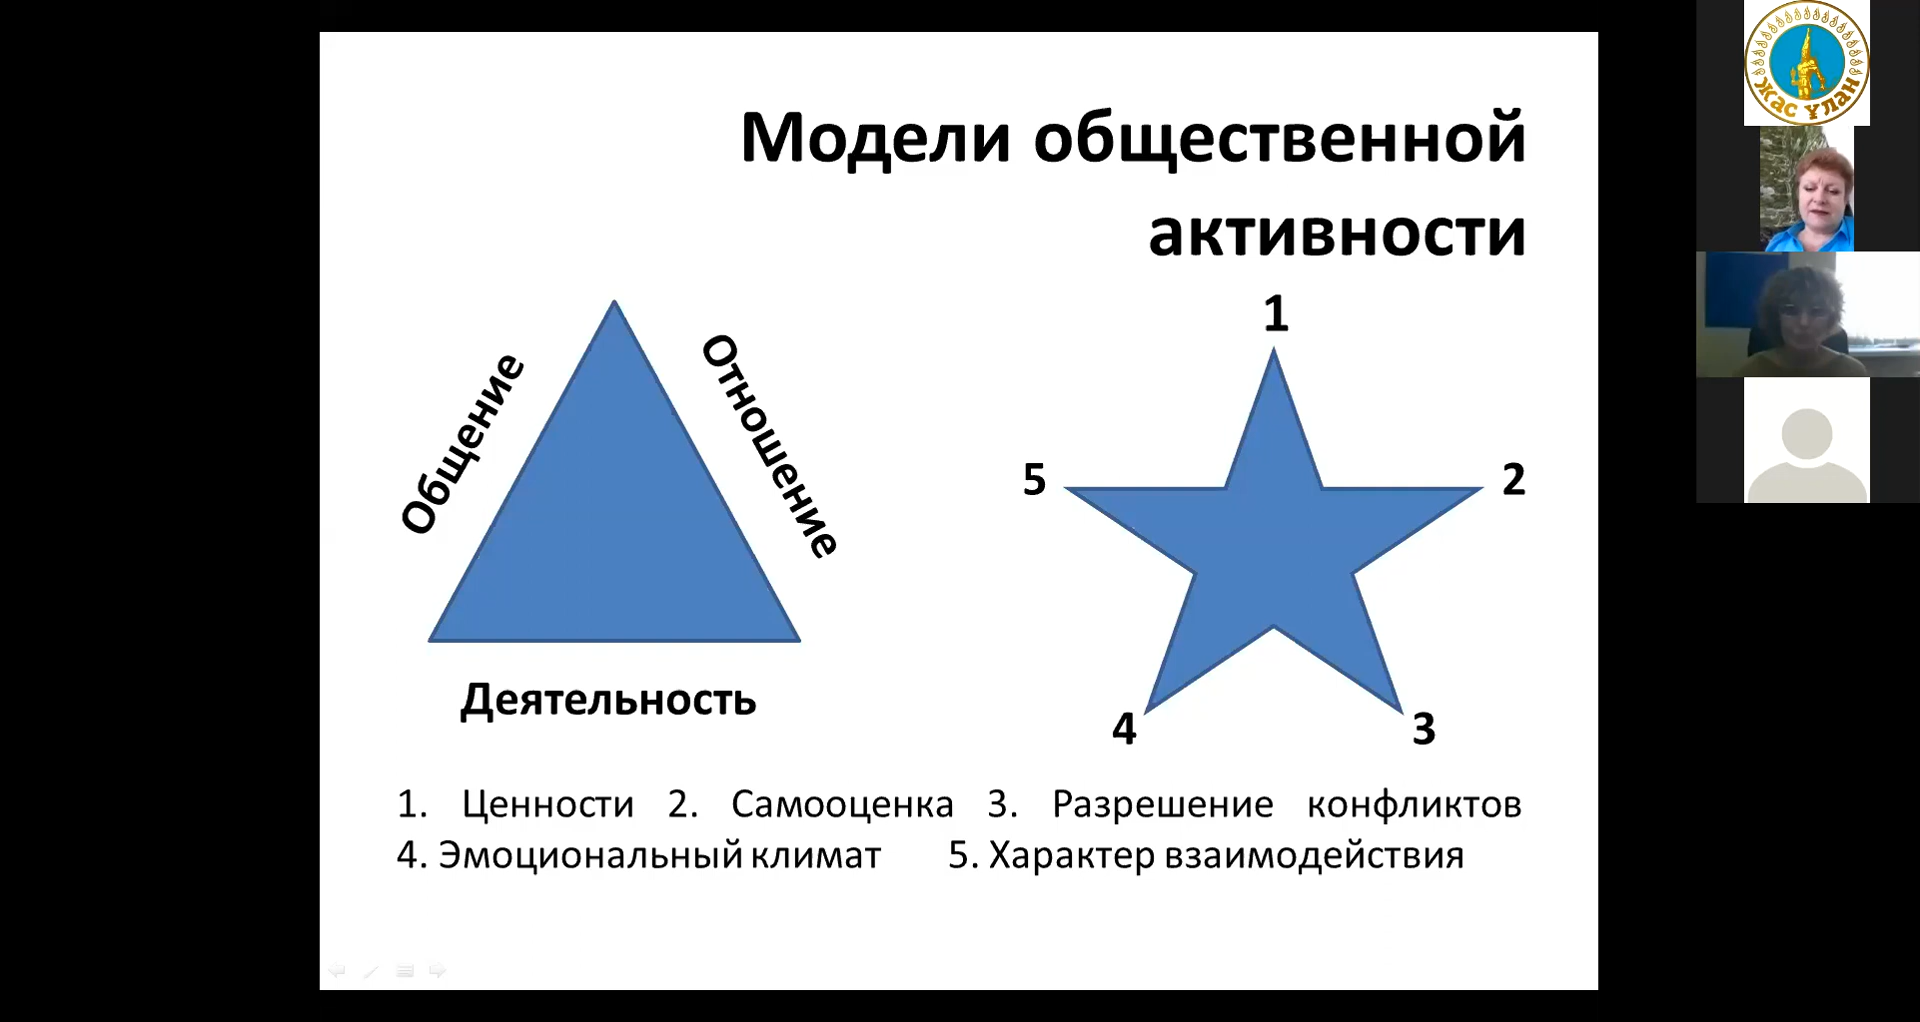 Модели общественной
активности
Общение
Отношение
Деятельность
1
2
3
4
5
1. Ценности 2. Самооценка 3. Разрешение конфликтов
4. Эмоциональный климат 5. Характер взаимодействия
Жас Ұлан